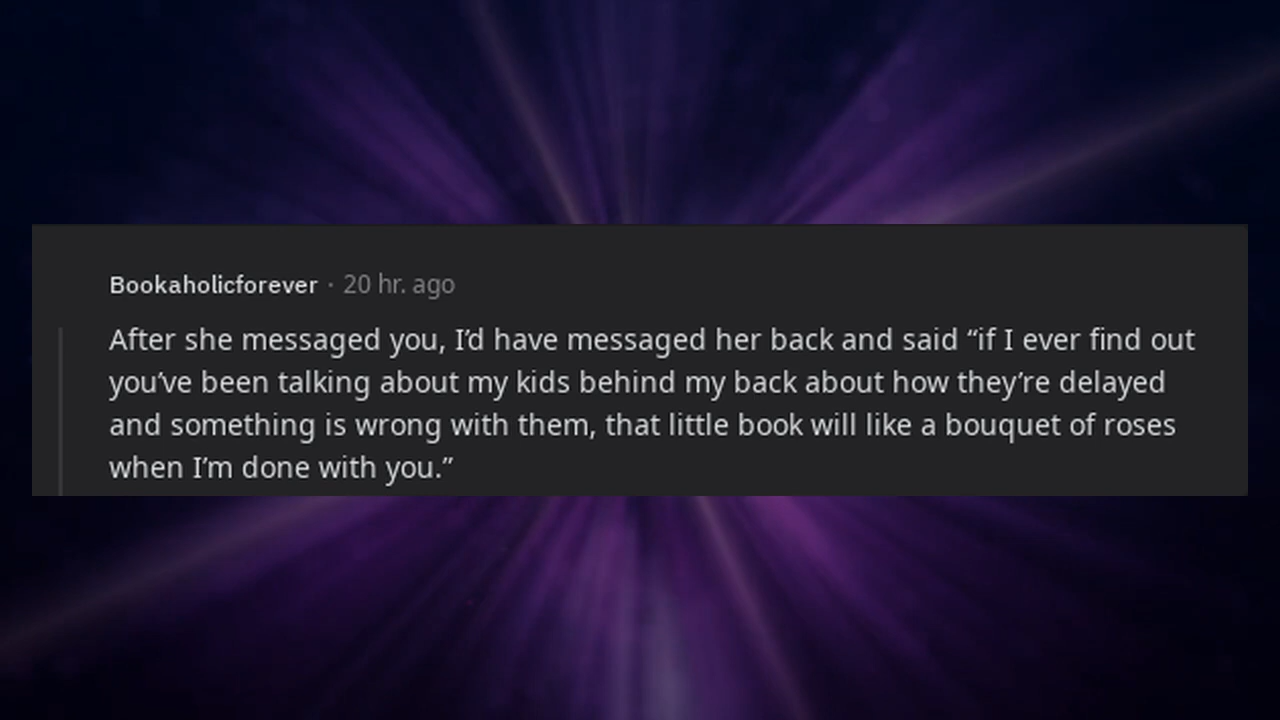 Bookaholicforever · 20 hr. ago
After she messaged you, I’d have messaged her back and said “if I ever find out
you’ve been talking about my kids behind my back about how they’re delayed
and something is wrong with them, that little book will like a bouquet of roses
when I’m done with you.”